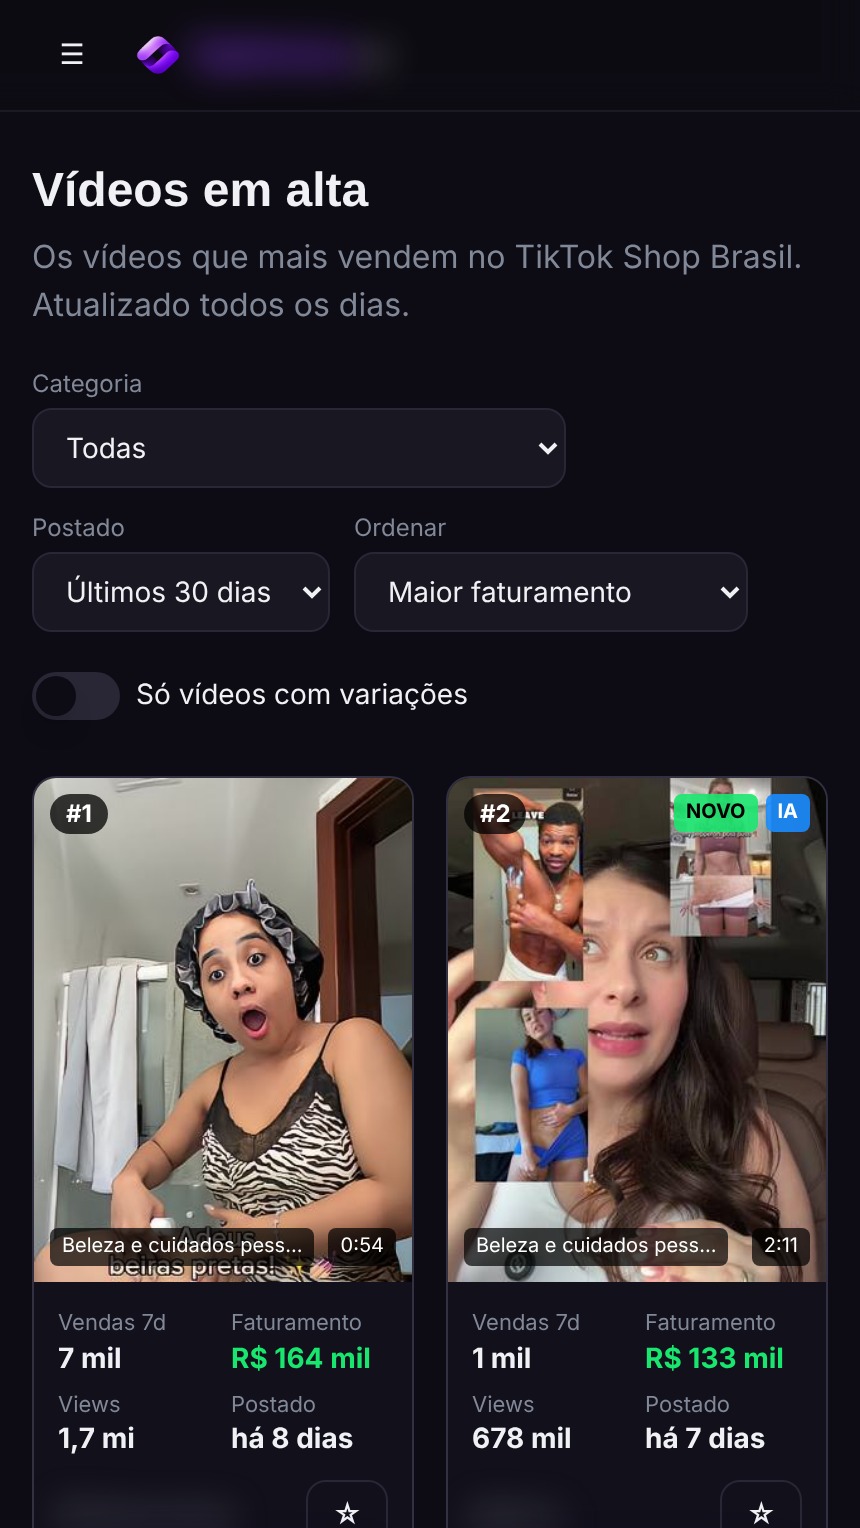 Vídeos em alta
Os vídeos que mais vendem no TikTok Shop Brasil.
Atualizado todos os dias.
Categoria
Todas
Postado
Ordenar
Últimos 30 dias
Maior faturamento
Só vídeos com variações
#1
#2
NOVO
IA
Adeus
beiras pretas!
Beleza e cuidados pess...
0:54
Beleza e cuidados pess...
2:11
Vendas 7d
Faturamento
7 mil
R$ 164 mil
Views
Postado
1,7 mi
há 8 dias
Vendas 7d
Faturamento
1 mil
R$ 133 mil
Views
Postado
678 mil
há 7 dias